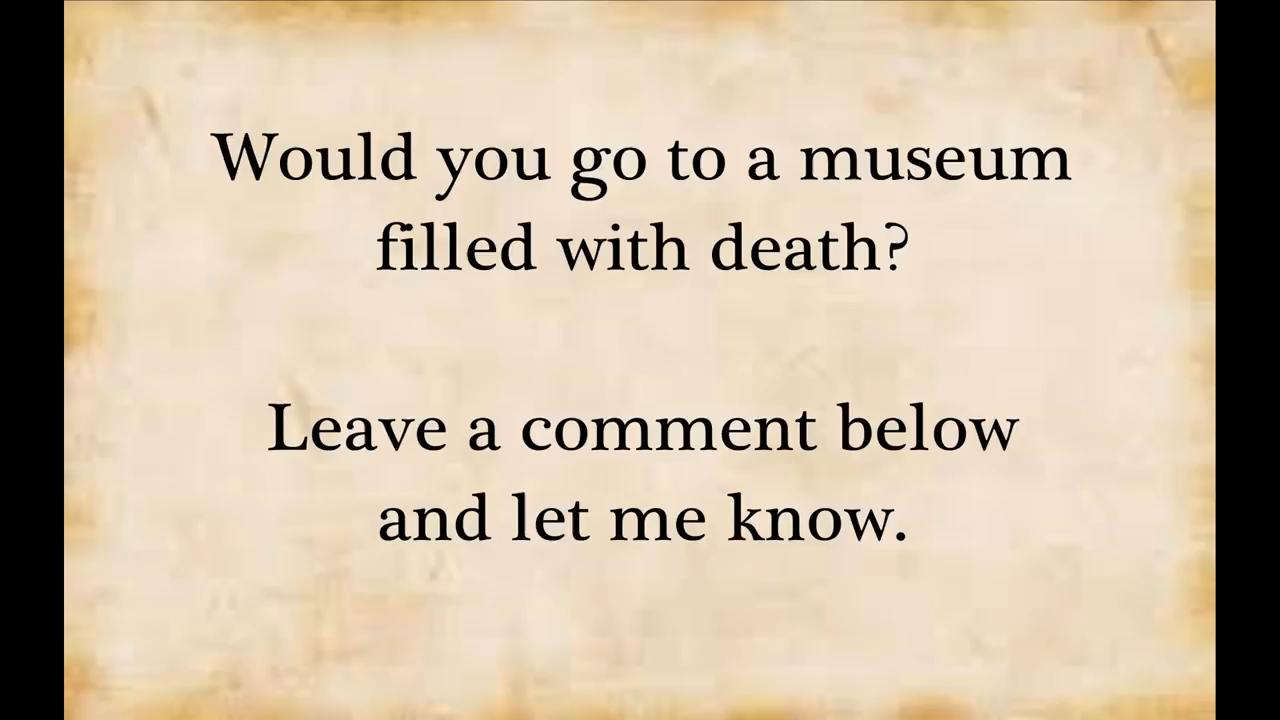 Would you go to a museum
filled with death?
Leave a comment below
and let me know.